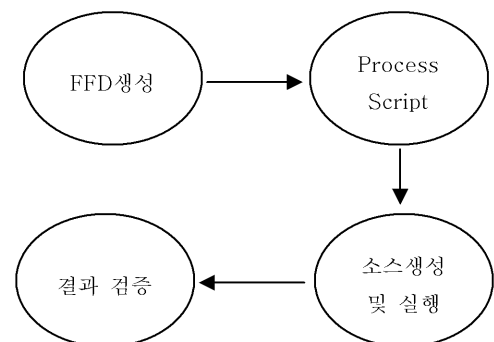 FFD생성
Process
Script
소스생성
및 실행
결과 검증